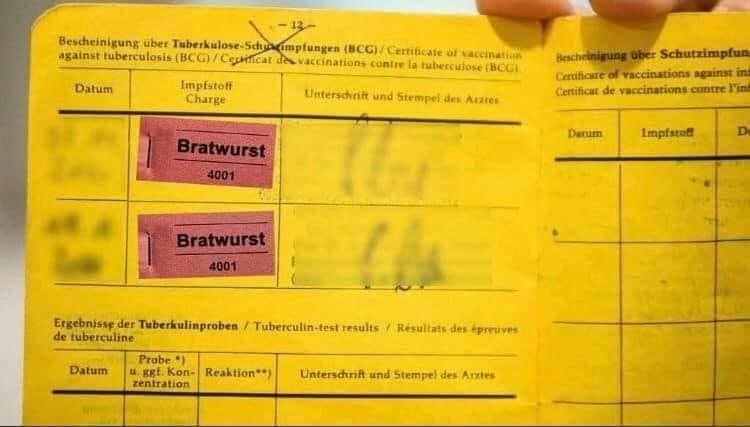 – 12 –
Bescheinigung über Tuberkulose-Schutzimpfungen (BCG) / Certificate of vaccination
against tuberculosis (BCG) / Certificat des vaccinations contre la tuberculose (BCG)
Datum
Impfstoff
Charge
Unterschrift und Stempel des Arztes
Bratwurst
4001
Bratwurst
4001
Ergebnisse der Tuberkulinproben / Tuberculin-test results / Résultats des épreuves
de tuberculine
Datum
Probe *)
u. ggf. Kon-
zentration
Reaktion**)
Unterschrift und Stempel des Arztes
Bescheinigung über Schutzimpfun
Certificate of vaccinations against in
Certificat de vaccinations contre l'in
Datum
Impfstoff
D